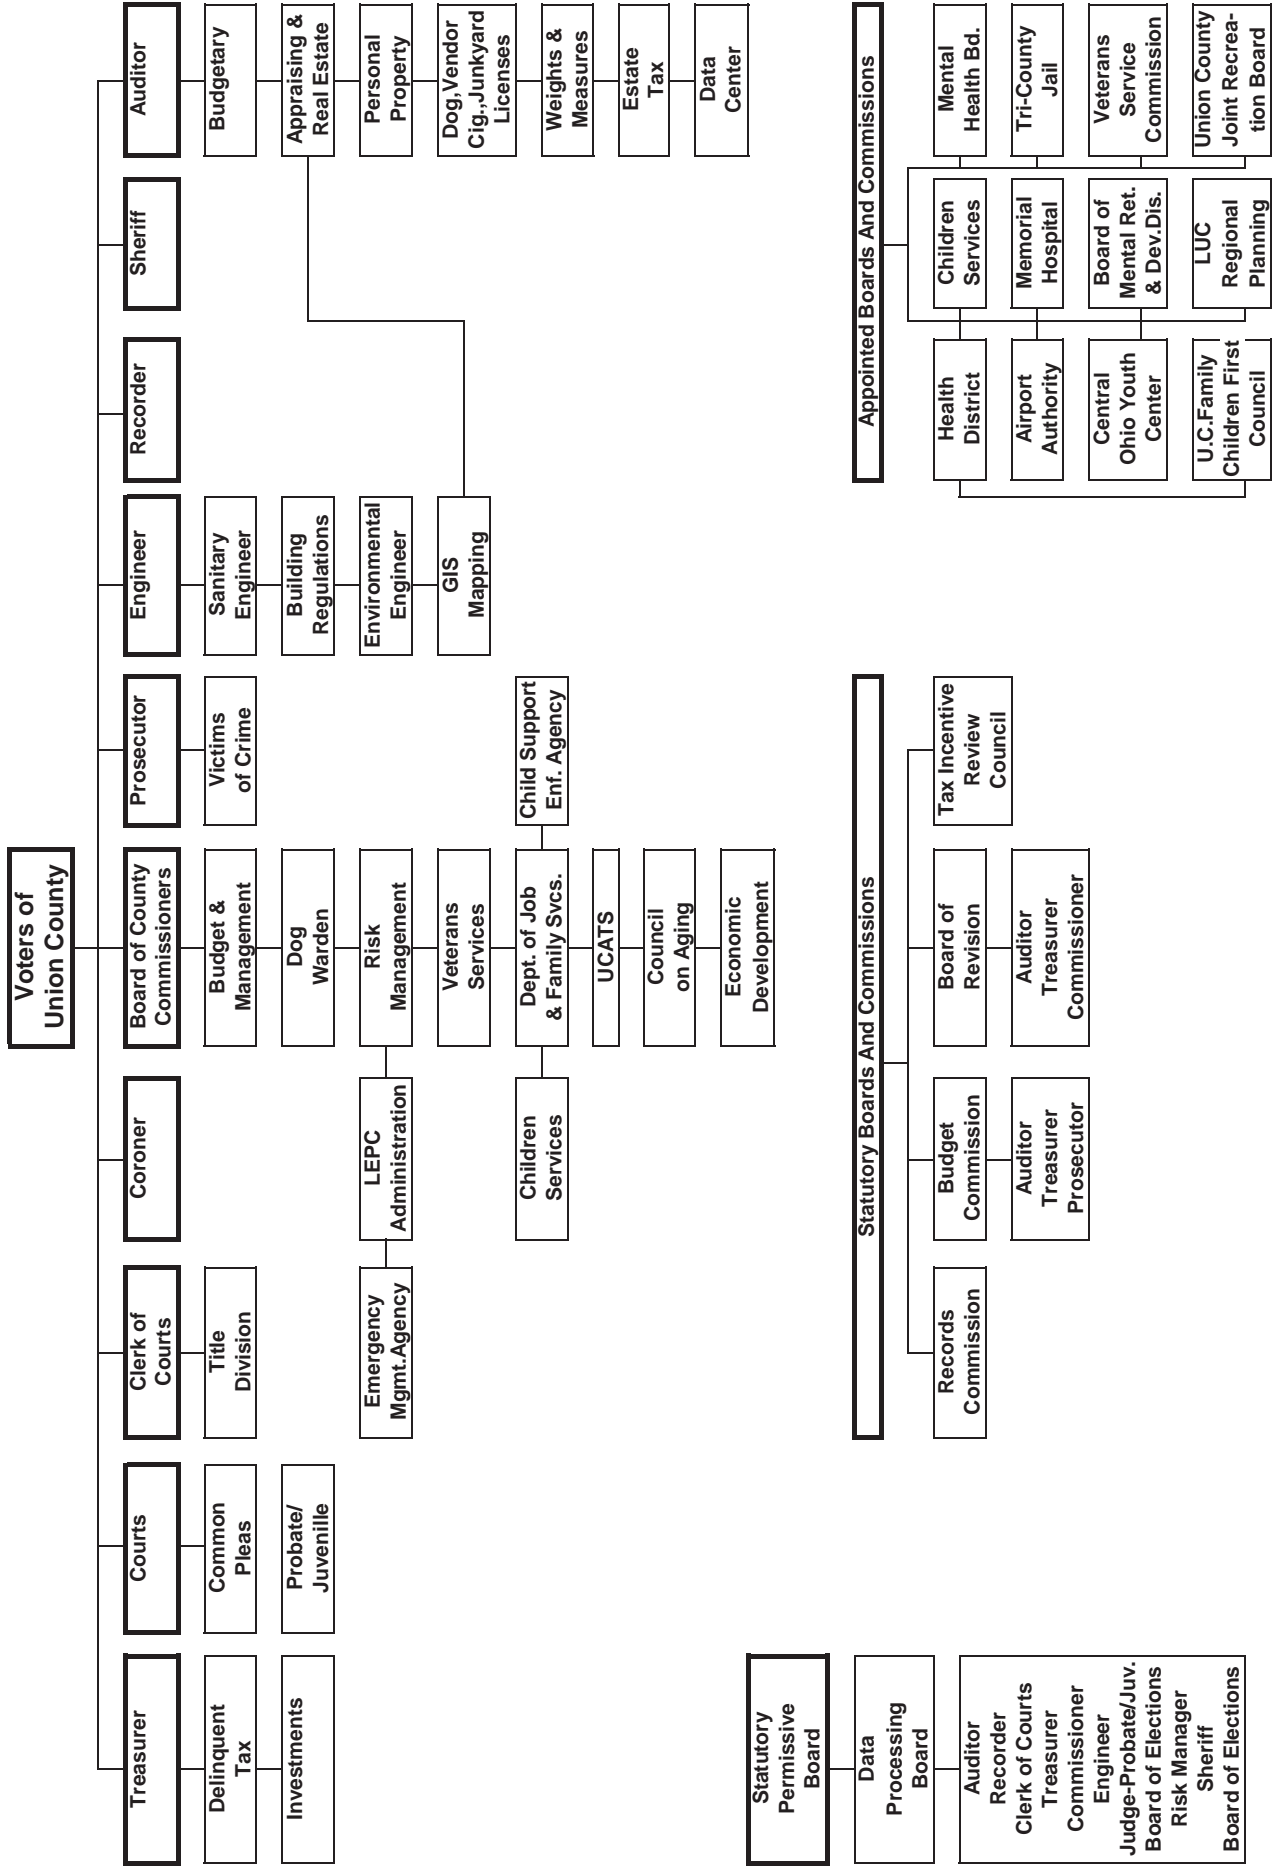 Voters of
Union County
Treasurer
Delinquent
Tax
Investments
Courts
Common
Pleas
Probate/
Juvenille
Clerk of
Courts
Title
Division
Coroner
Board of County
Commissioners
Budget &
Management
Dog
Warden
Risk
Management
LEPC
Administration
Emergency
Mgmt.Agency
Veterans
Services
Dept. of Job
& Family Svcs.
Children
Services
Child Support
Enf. Agency
UCATS
Council
on Aging
Economic
Development
Prosecutor
Victims
of Crime
Engineer
Sanitary
Engineer
Building
Regulations
Environmental
Engineer
GIS
Mapping
Recorder
Sheriff
Auditor
Budgetary
Appraising &
Real Estate
Personal
Property
Dog,Vendor
Cig.,Junkyard
Licenses
Weights &
Measures
Estate
Tax
Data
Center
Statutory
Permissive
Board
Data
Processing
Board
Auditor
Recorder
Clerk of Courts
Treasurer
Commissioner
Engineer
Judge-Probate/Juv.
Board of Elections
Risk Manager
Sheriff
Board of Elections
Statutory Boards And Commissions
Records
Commission
Budget
Commission
Auditor
Treasurer
Prosecutor
Board of
Revision
Auditor
Treasurer
Commissioner
Tax Incentive
Review
Council
Appointed Boards And Commissions
Health
District
Children
Services
Mental
Health Bd.
Airport
Authority
Memorial
Hospital
Tri-County
Jail
Central
Ohio Youth
Center
Board of
Mental Ret.
& Dev.Dis.
Veterans
Service
Commission
U.C.Family
Children First
Council
LUC
Regional
Planning
Union County
Joint Recrea-
tion Board